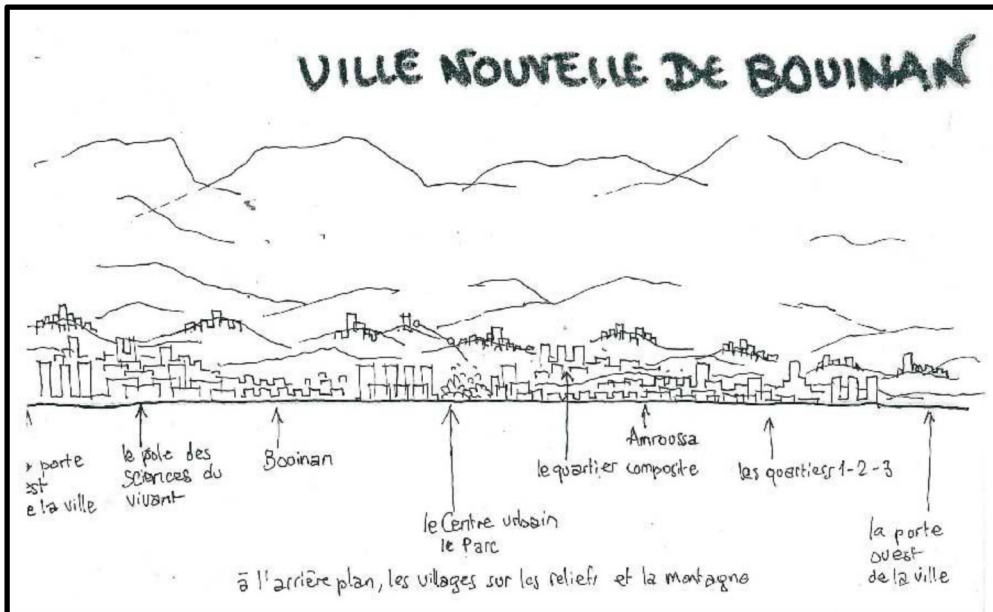 VILLE NOUVELLE DE BOUINAN
porte
est
la ville
le pôle des
sciences du
vivant
Bouinan
le Centre urbain
le Parc
le quartier composite
Amroussa
les quartiers 1-2-3
la porte
ouest
de la ville
à l'arrière plan, les villages sur les reliefs et la montagne